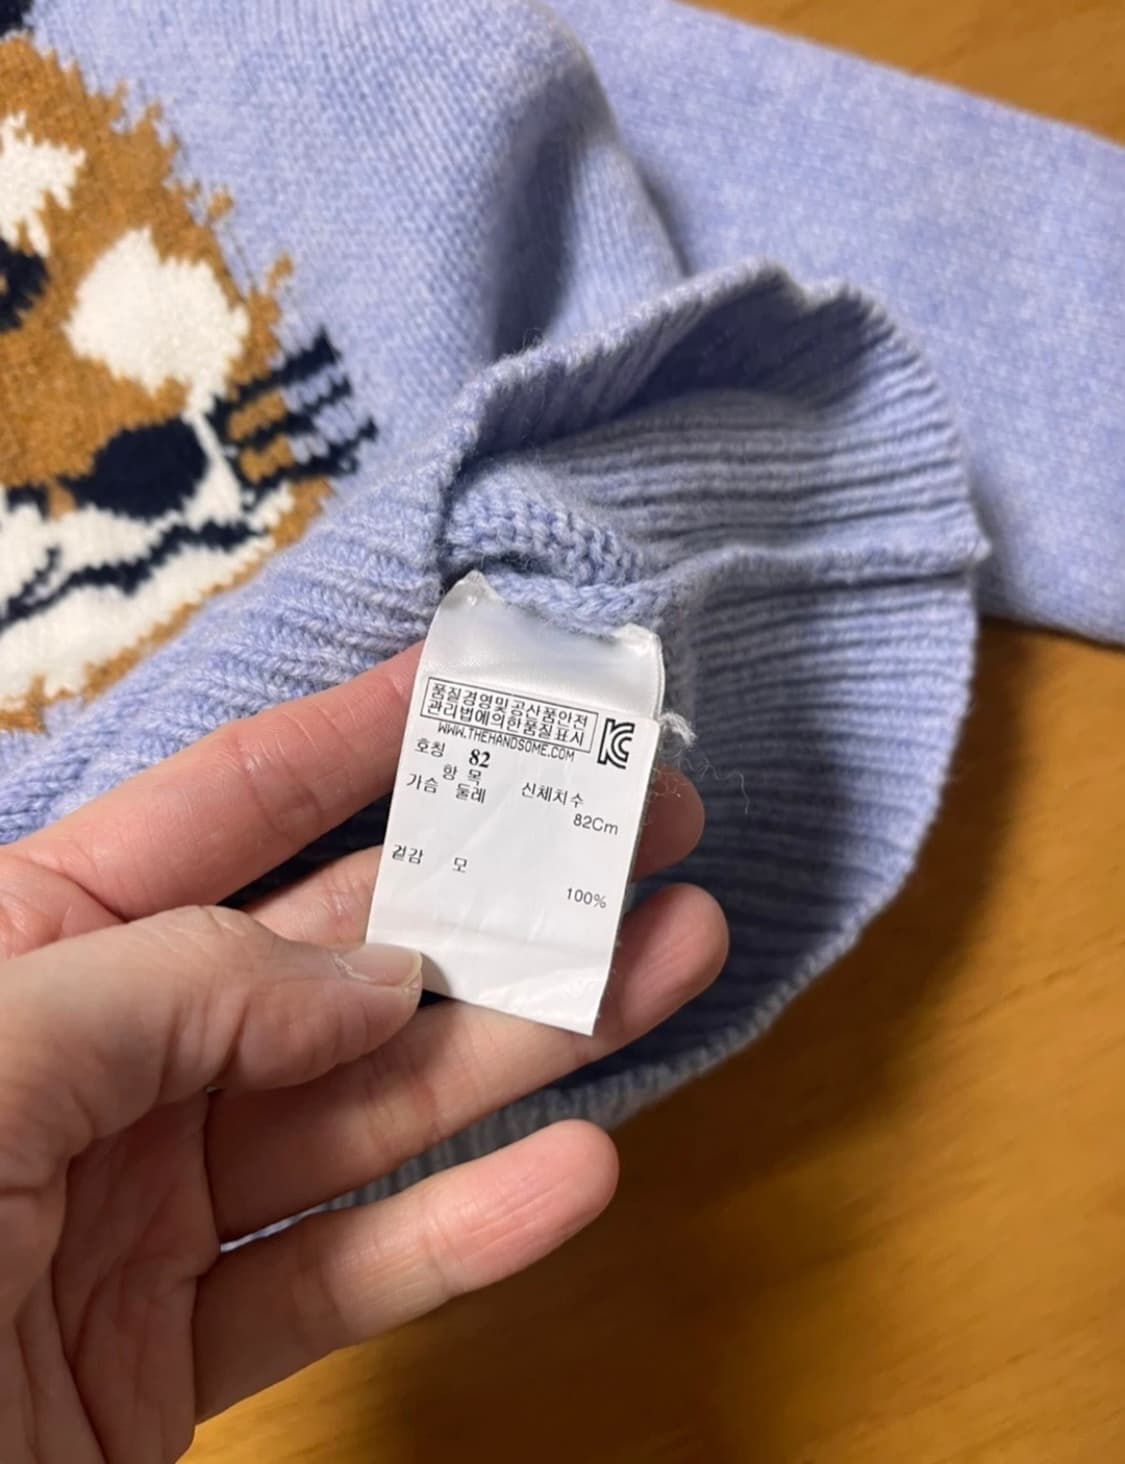 품질경영및공산품안전
관리법에의한품질표시
WWW.THEHANDSOME.COM
호칭 82
항 목 신체치수
가슴 둘레 82Cm
겉감 모 100%